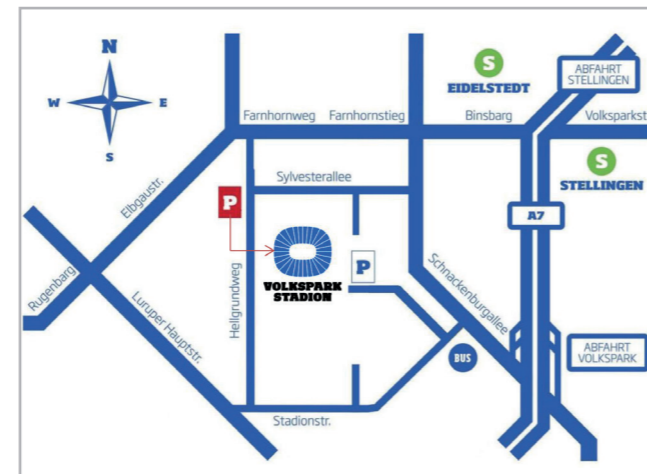 N
W
E
S
S
EIDELSTEDT
ABFAHRT
STELLINGEN
Farnhornweg
Farnhornstieg
Binsbarg
Volksparkst
S
STELLINGEN
Sylvesterallee
Elbgaustr.
P
A7
P
VOLKSPARK
STADION
Schnackenburgallee
Rugenbarg
Luruper Hauptstr.
Hellgrundweg
BUS
ABFAHRT
VOLKSPARK
Stadionstr.